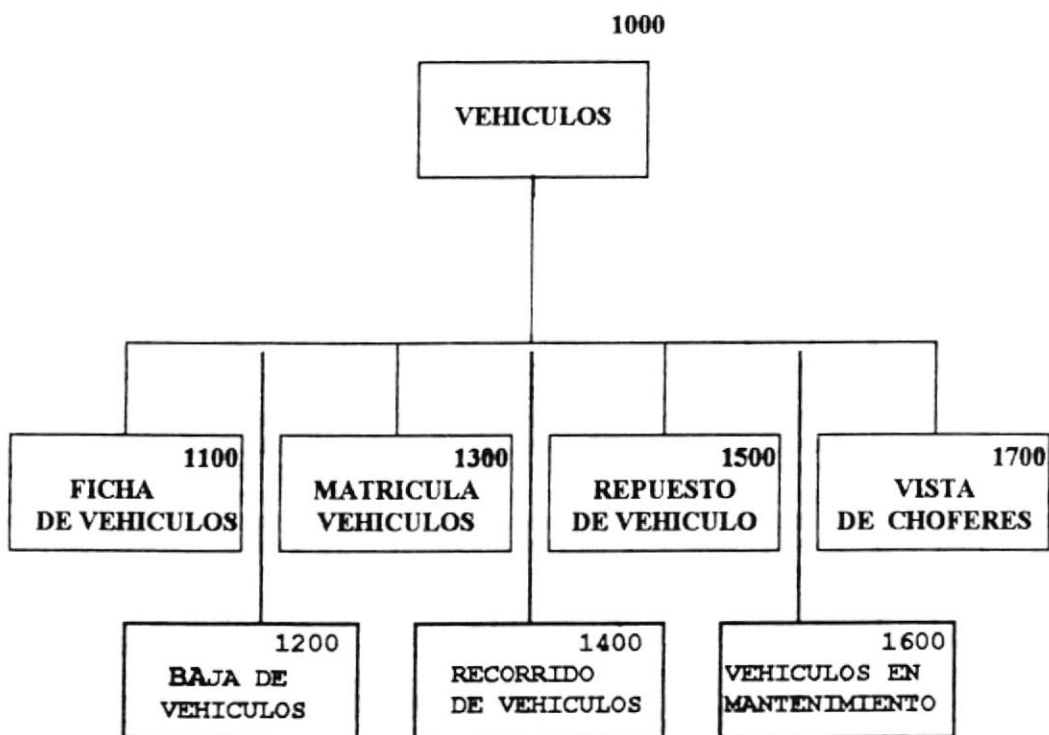 1000
VEHICULOS
1100
FICHA
DE VEHICULOS
1300
MATRICULA
VEHICULOS
1500
REPUESTO
DE VEHICULO
1700
VISTA
DE CHOFERES
1200
BAJA DE
VEHICULOS
1400
RECORRIDO
DE VEHICULOS
1600
VEHICULOS EN
MANTENIMIENTO